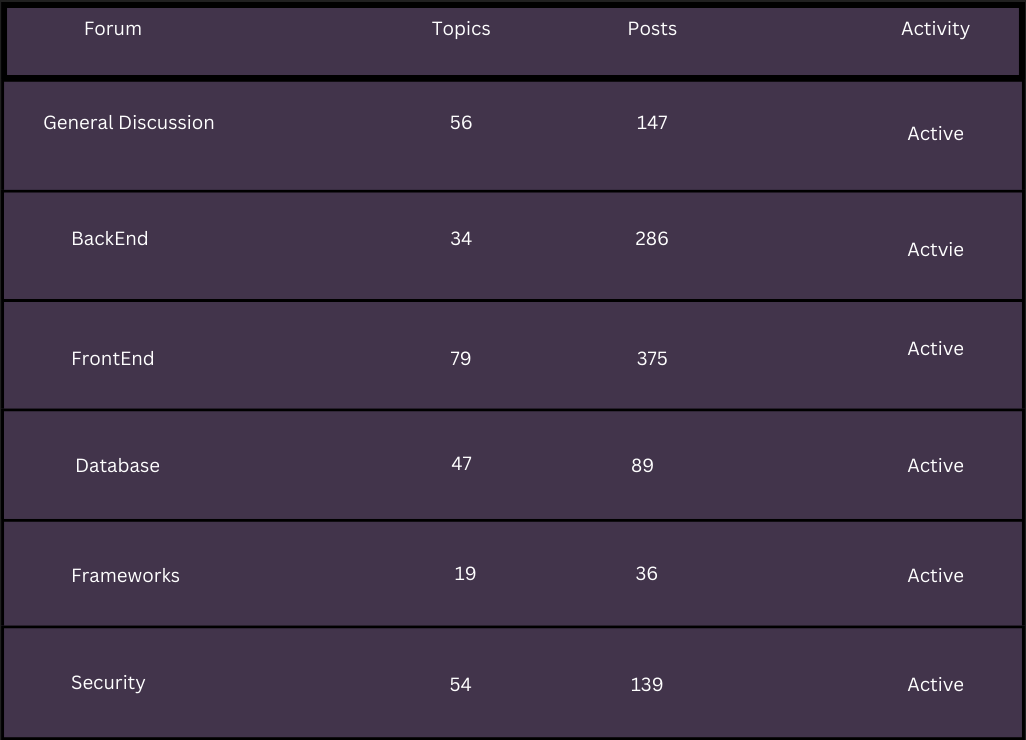 Forum Topics Posts Activity
General Discussion 56 147 Active
BackEnd 34 286 Actvie
FrontEnd 79 375 Active
Database 47 89 Active
Frameworks 19 36 Active
Security 54 139 Active